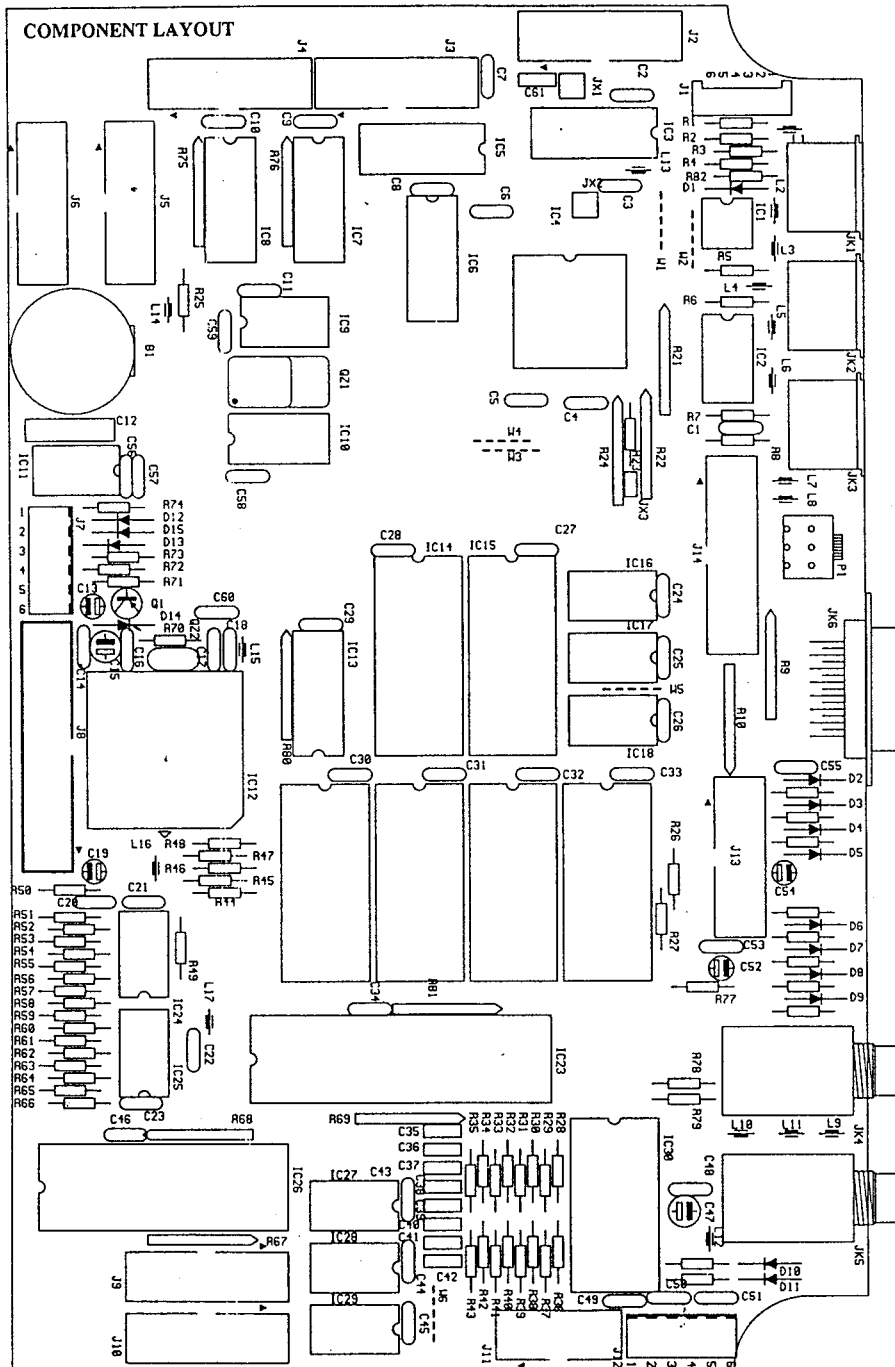 COMPONENT LAYOUT
J2
J4
J3
C7
C61
JX1
C2
J1
6
5
4
3
2
1
R1
R2
R3
R4
R82
D1
C10
C9
R75
R76
IC5
IC3
L13
L2
J6
J5
IC8
IC7
C8
C6
IC4
JX2
C3
IC1
JK1
IC6
W1
W2
L3
R5
R25
L14
C11
L4
R6
L5
C59
IC9
B1
QZ1
R21
IC2
L6
JK2
C5
C4
C12
IC10
W4
W3
R24
R23
R22
R7
C1
R8
IC11
C57
C58
JX3
JK3
L7
L8
R74
D12
D15
D13
R73
R72
R71
J7
1
2
3
4
5
6
C28
IC14
IC15
C27
J14
P1
C13
Q1
D14
R70
C60
IC16
C24
IC17
C25
W5
C26
IC18
JK6
C14
C15
C16
C18
L15
C29
IC13
R80
R9
R10
J8
IC12
C30
C31
C32
C33
C55
D2
D3
D4
D5
L16
R48
R47
R46
R45
R44
C19
R26
J13
C54
R50
C20
C21
R51
R52
R53
R54
R55
R56
R57
R58
R59
R60
R61
R62
R63
R64
R65
R66
R49
R27
C53
C52
R77
D6
D7
D8
D9
IC24
L17
C34
R81
IC25
C22
IC23
C23
R78
R79
C46
R68
R69
C35
C36
C37
C38
C39
C40
C41
C42
R35
R34
R33
R32
R31
R30
R29
R28
IC30
L10
L11
L9
JK4
IC26
IC27
C43
C48
C47
R67
IC28
C44
JK5
J9
IC29
C45
W6
R43
R42
R41
R40
R39
R38
R37
R36
D10
D11
C49
C50
C51
J10
J11
J12
1
2
3
4
5
6